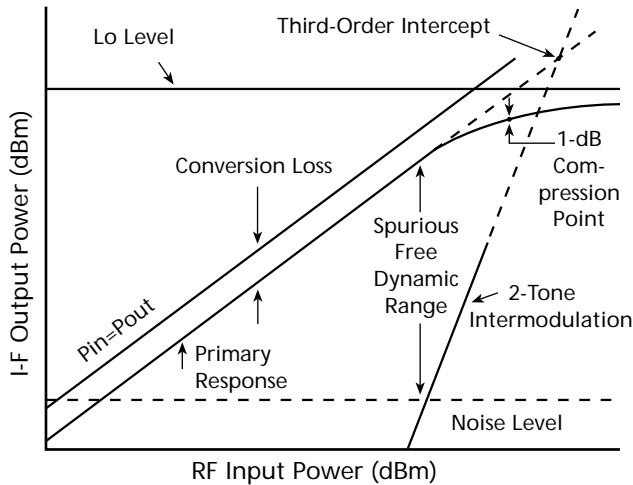 Third-Order Intercept
Lo Level
1-dB
Com-
pression
Point
Conversion Loss
Spurious
Free
Dynamic
Range
2-Tone
Intermodulation
Pin=Pout
Primary
Response
Noise Level
I-F Output Power (dBm)
RF Input Power (dBm)